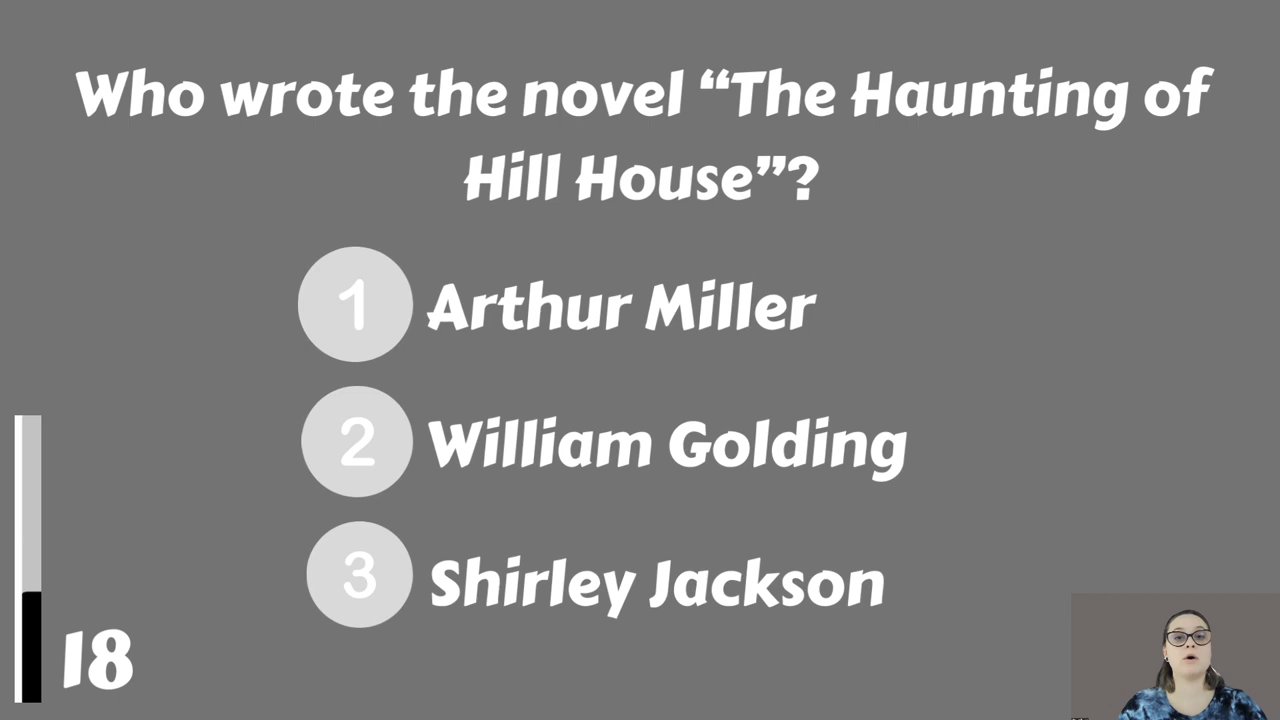 Who wrote the novel “The Haunting of
Hill House”?
1 Arthur Miller
2 William Golding
3 Shirley Jackson
18